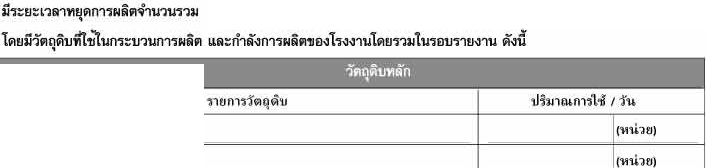 มีระยะเวลาหยุดการผลิตจำนวนรวม
โดยมีวัตถุดิบที่ใช้ในกระบวนการผลิต และกำลังการผลิตของโรงงานโดยรวมในรอบรายงาน ดังนี้
วัตถุดิบหลัก
รายการวัตถุดิบ ปริมาณการใช้ / วัน
(หน่วย)
(หน่วย)